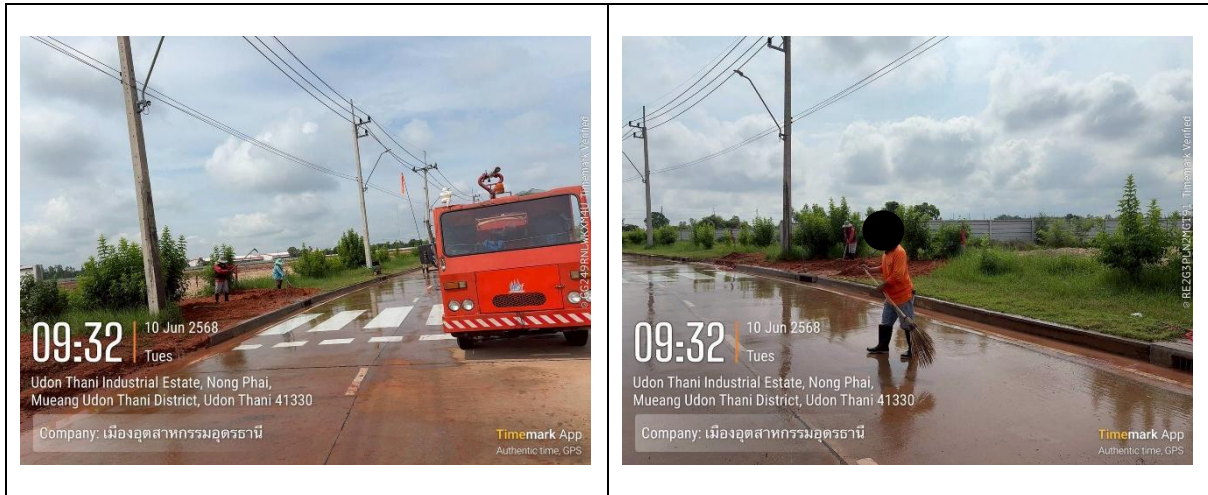 09:32
10 Jun 2568
Tues
Udon Thani Industrial Estate, Nong Phai,
Mueang Udon Thani District, Udon Thani 41330
Company: เมืองอุตสาหกรรมอุดรธานี
Timemark App
Authentic time, GPS
Timemark Verified
09:32
10 Jun 2568
Tues
Udon Thani Industrial Estate, Nong Phai,
Mueang Udon Thani District, Udon Thani 41330
Company: เมืองอุตสาหกรรมอุดรธานี
Timemark App
Authentic time, GPS
Timemark Verified